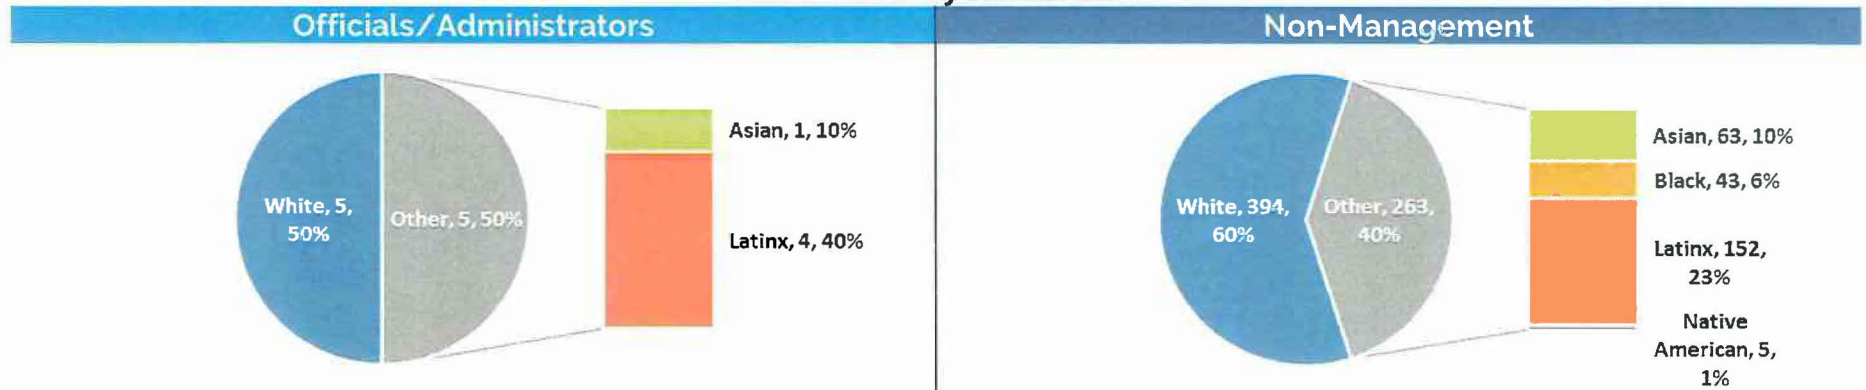 Officials/Administrators
White, 5,
50%
Other, 5, 50%
Asian, 1, 10%
Latinx, 4, 40%
Non-Management
White, 394,
60%
Other, 263,
40%
Asian, 63, 10%
Black, 43, 6%
Latinx, 152,
23%
Native
American, 5,
1%